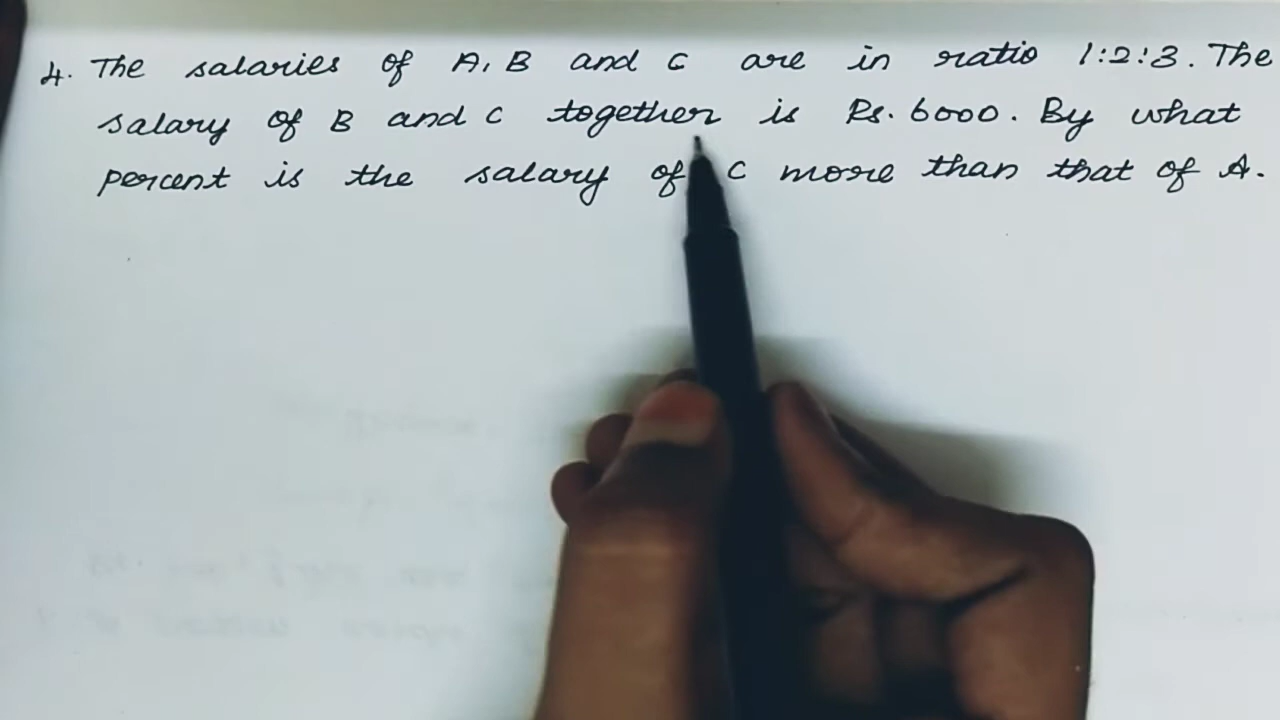 4. The salaries of A, B and C are in ratio 1:2:3. The
salary of B and C together is Rs. 6000. By what
percent is the salary of C more than that of A.